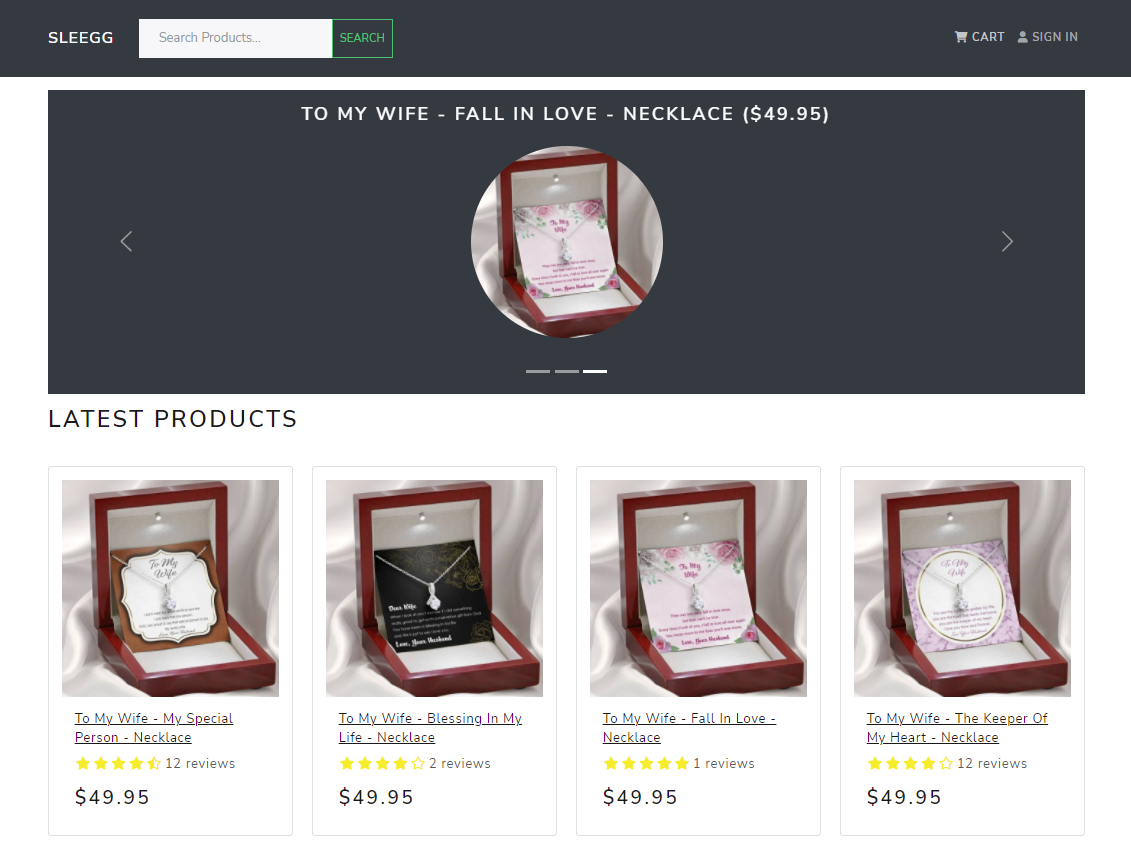 SLEEGG
Search Products...
SEARCH
CART
SIGN IN
TO MY WIFE - FALL IN LOVE - NECKLACE ($49.95)
To My
Wife
Love, Your Husband
LATEST PRODUCTS
To My
Wife
Love Your Husband
Dear Wife
Love, Your Husband
To My
Wife
Love, Your Husband
To My
Wife
Love Your Husband
To My Wife - My Special
Person - Necklace
12 reviews
$49.95
To My Wife - Blessing In My
Life - Necklace
2 reviews
$49.95
To My Wife - Fall In Love -
Necklace
1 reviews
$49.95
To My Wife - The Keeper Of
My Heart - Necklace
12 reviews
$49.95